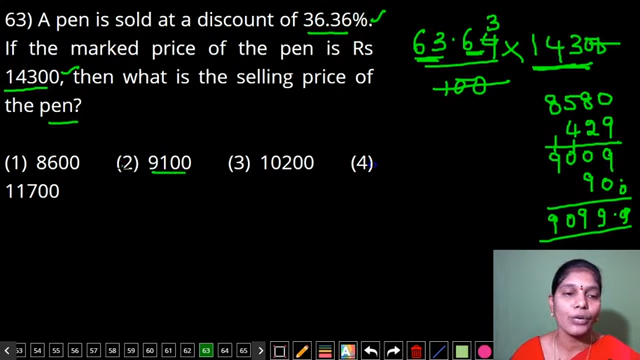 63) A pen is sold at a discount of 36.36%.
If the marked price of the pen is Rs
14300, then what is the selling price of
the pen?
(1) 8600 (2) 9100 (3) 10200 (4)
11700
3
63.64 × 14300
100
8580
429
9009
90
9099.9
53 54 55 56 57 58 59 60 61 62 63 64 65